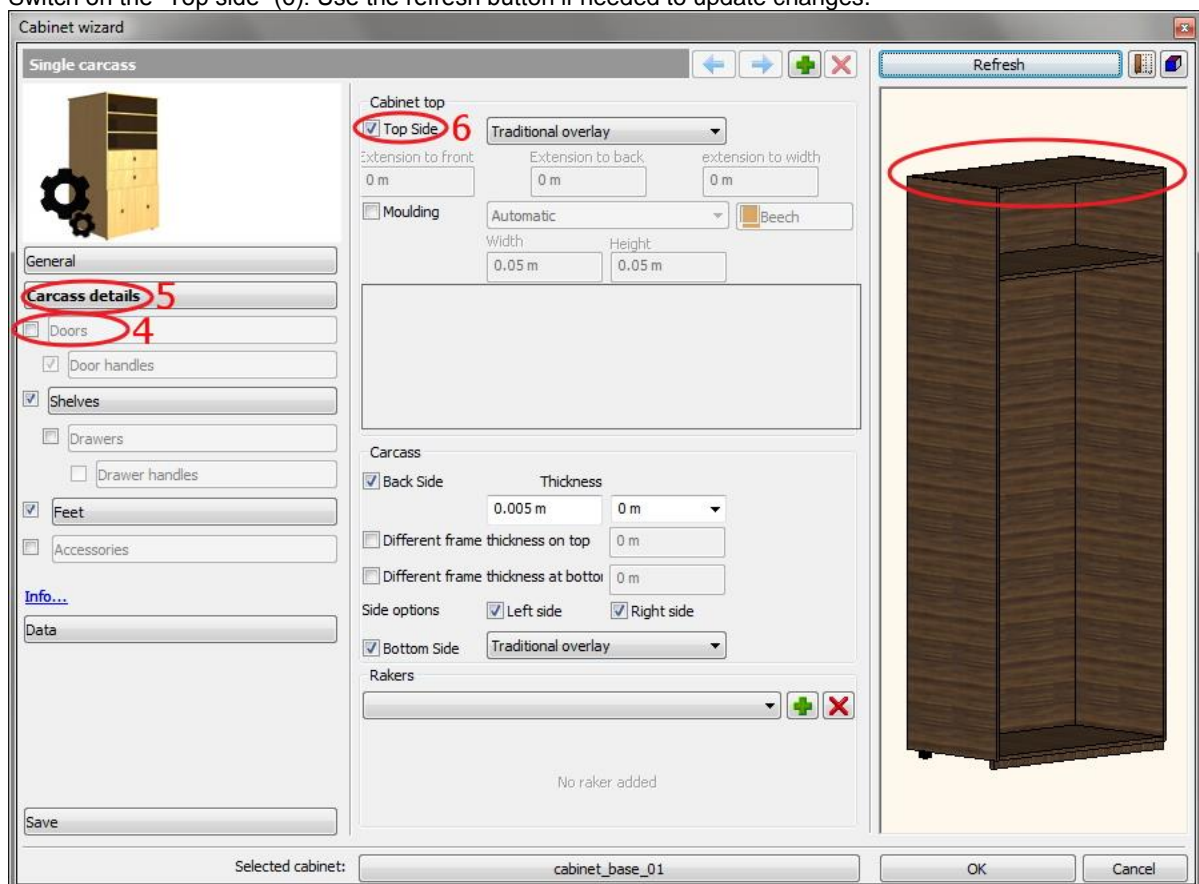 Switch on the "Top side" (6). Use the refresh button if needed to update changes.
Cabinet wizard
Single carcass
Refresh
Cabinet top
Top Side 6 Traditional overlay
Extension to front Extension to back extension to width
0 m 0 m 0 m
Moulding Automatic Beech
Width Height
0.05 m 0.05 m
General
Carcass details 5
Doors 4
Door handles
Shelves
Drawers
Drawer handles
Feet
Accessories
Info...
Data
Save
Carcass
Back Side Thickness
0.005 m 0 m
Different frame thickness on top 0 m
Different frame thickness at bottor 0 m
Side options Left side Right side
Bottom Side Traditional overlay
Rakers
No raker added
Selected cabinet: cabinet_base_01 OK Cancel